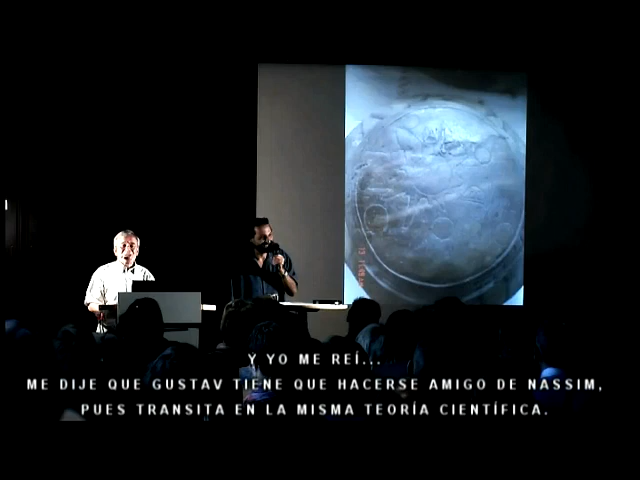 Y YO ME REÍ...
ME DIJE QUE GUSTAV TIENE QUE HACERSE AMIGO DE NASSIM,
PUES TRANSITA EN LA MISMA TEORÍA CIENTÍFICA.